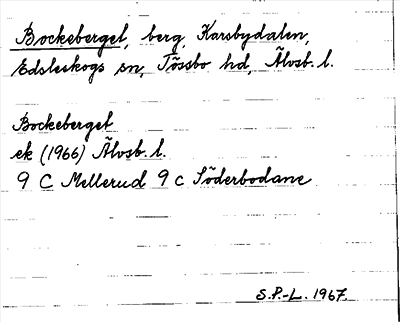 Bockeberget, berg, Karsbydalen,
Edsleskogs sn, Tössbo hd, Älvsb. l.
Bockeberget
ek (1966) Älvsb. l.
9 C Mellerud 9 c Söderbodane
S.P.-L. 1967.